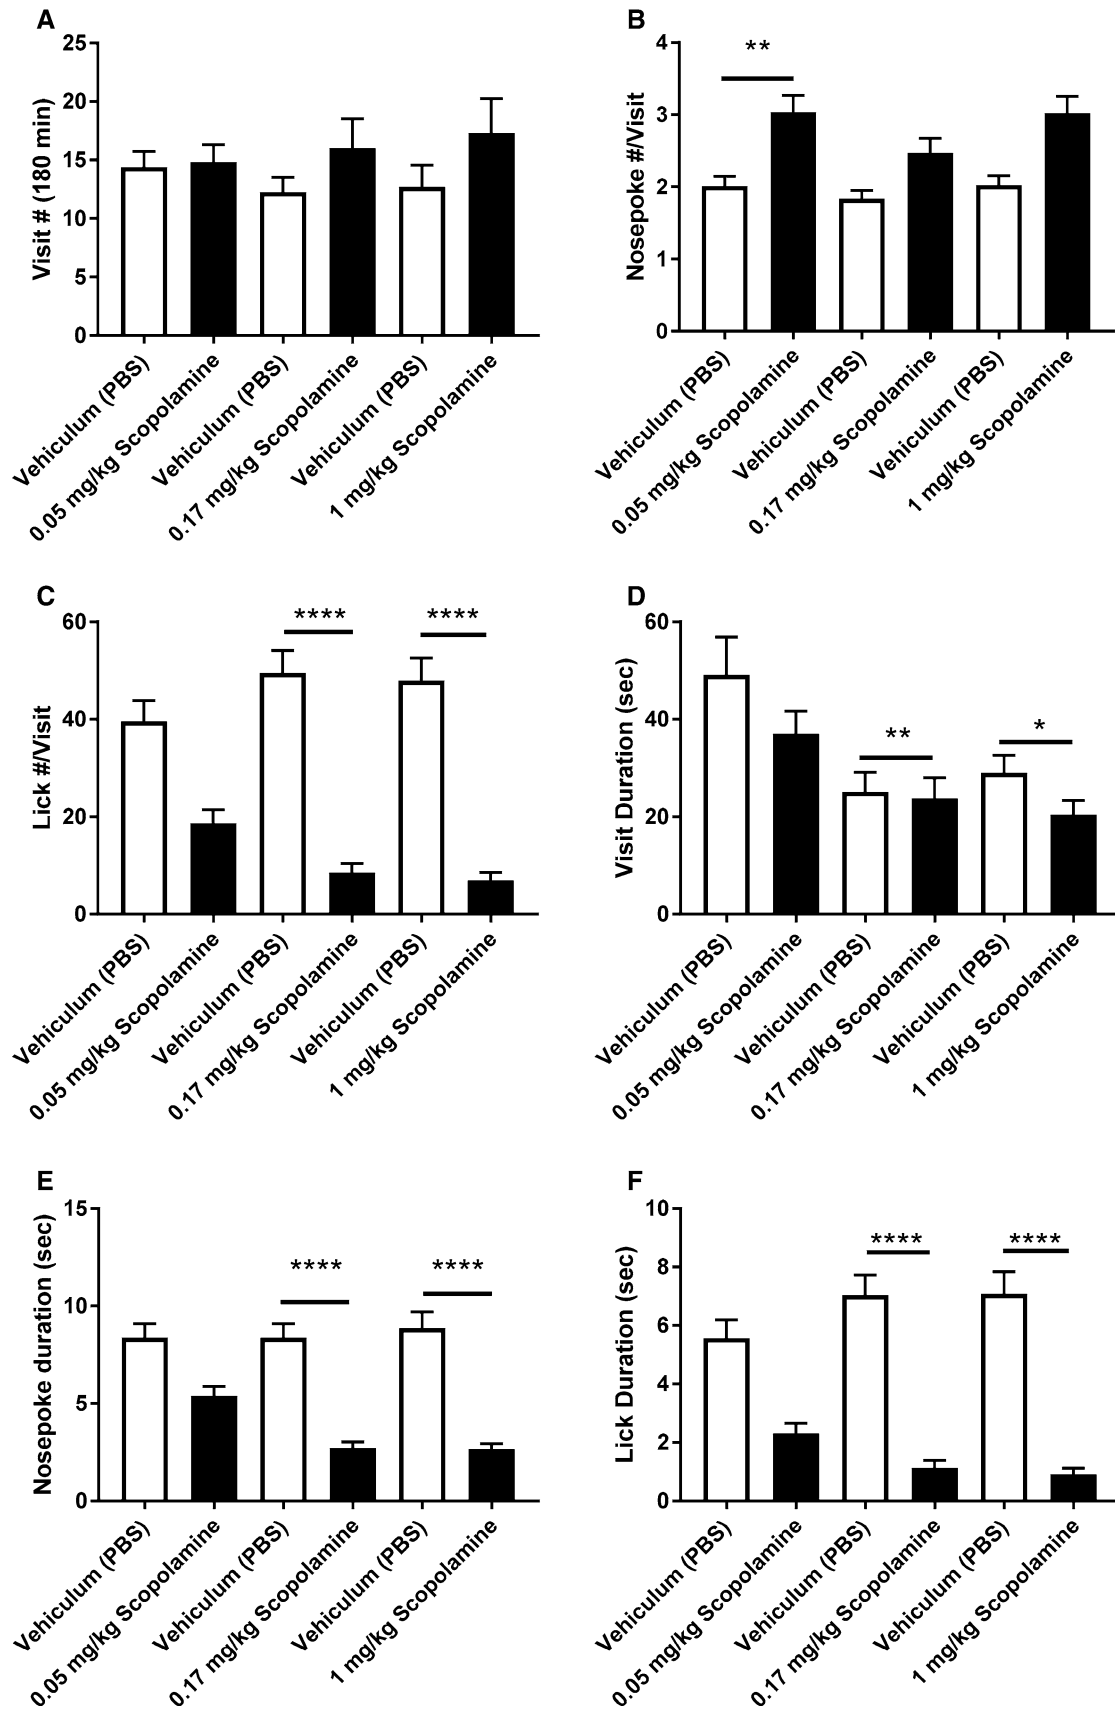 A
Visit # (180 min)
25
20
15
10
5
0
Vehiculum (PBS)
0.05 mg/kg Scopolamine
Vehiculum (PBS)
0.17 mg/kg Scopolamine
Vehiculum (PBS)
1 mg/kg Scopolamine
B
Nosepoke #/Visit
4
3
2
1
0
**
Vehiculum (PBS)
0.05 mg/kg Scopolamine
Vehiculum (PBS)
0.17 mg/kg Scopolamine
Vehiculum (PBS)
1 mg/kg Scopolamine
C
Lick #/Visit
60
40
20
0
****
****
Vehiculum (PBS)
0.05 mg/kg Scopolamine
Vehiculum (PBS)
0.17 mg/kg Scopolamine
Vehiculum (PBS)
1 mg/kg Scopolamine
D
Visit Duration (sec)
60
40
20
0
**
*
Vehiculum (PBS)
0.05 mg/kg Scopolamine
Vehiculum (PBS)
0.17 mg/kg Scopolamine
Vehiculum (PBS)
1 mg/kg Scopolamine
E
Nosepoke duration (sec)
15
10
5
0
****
****
Vehiculum (PBS)
0.05 mg/kg Scopolamine
Vehiculum (PBS)
0.17 mg/kg Scopolamine
Vehiculum (PBS)
1 mg/kg Scopolamine
F
Lick Duration (sec)
10
8
6
4
2
0
****
****
Vehiculum (PBS)
0.05 mg/kg Scopolamine
Vehiculum (PBS)
0.17 mg/kg Scopolamine
Vehiculum (PBS)
1 mg/kg Scopolamine